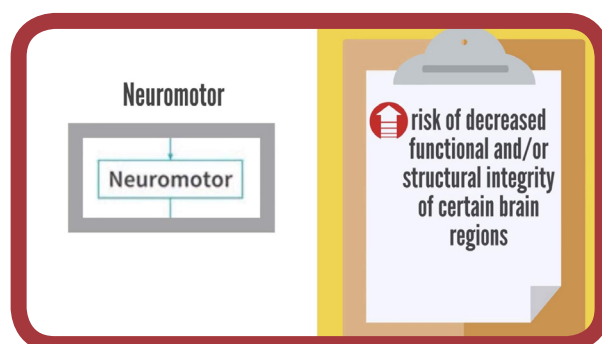 Neuromotor
Neuromotor
risk of decreased
functional and/or
structural integrity
of certain brain
regions